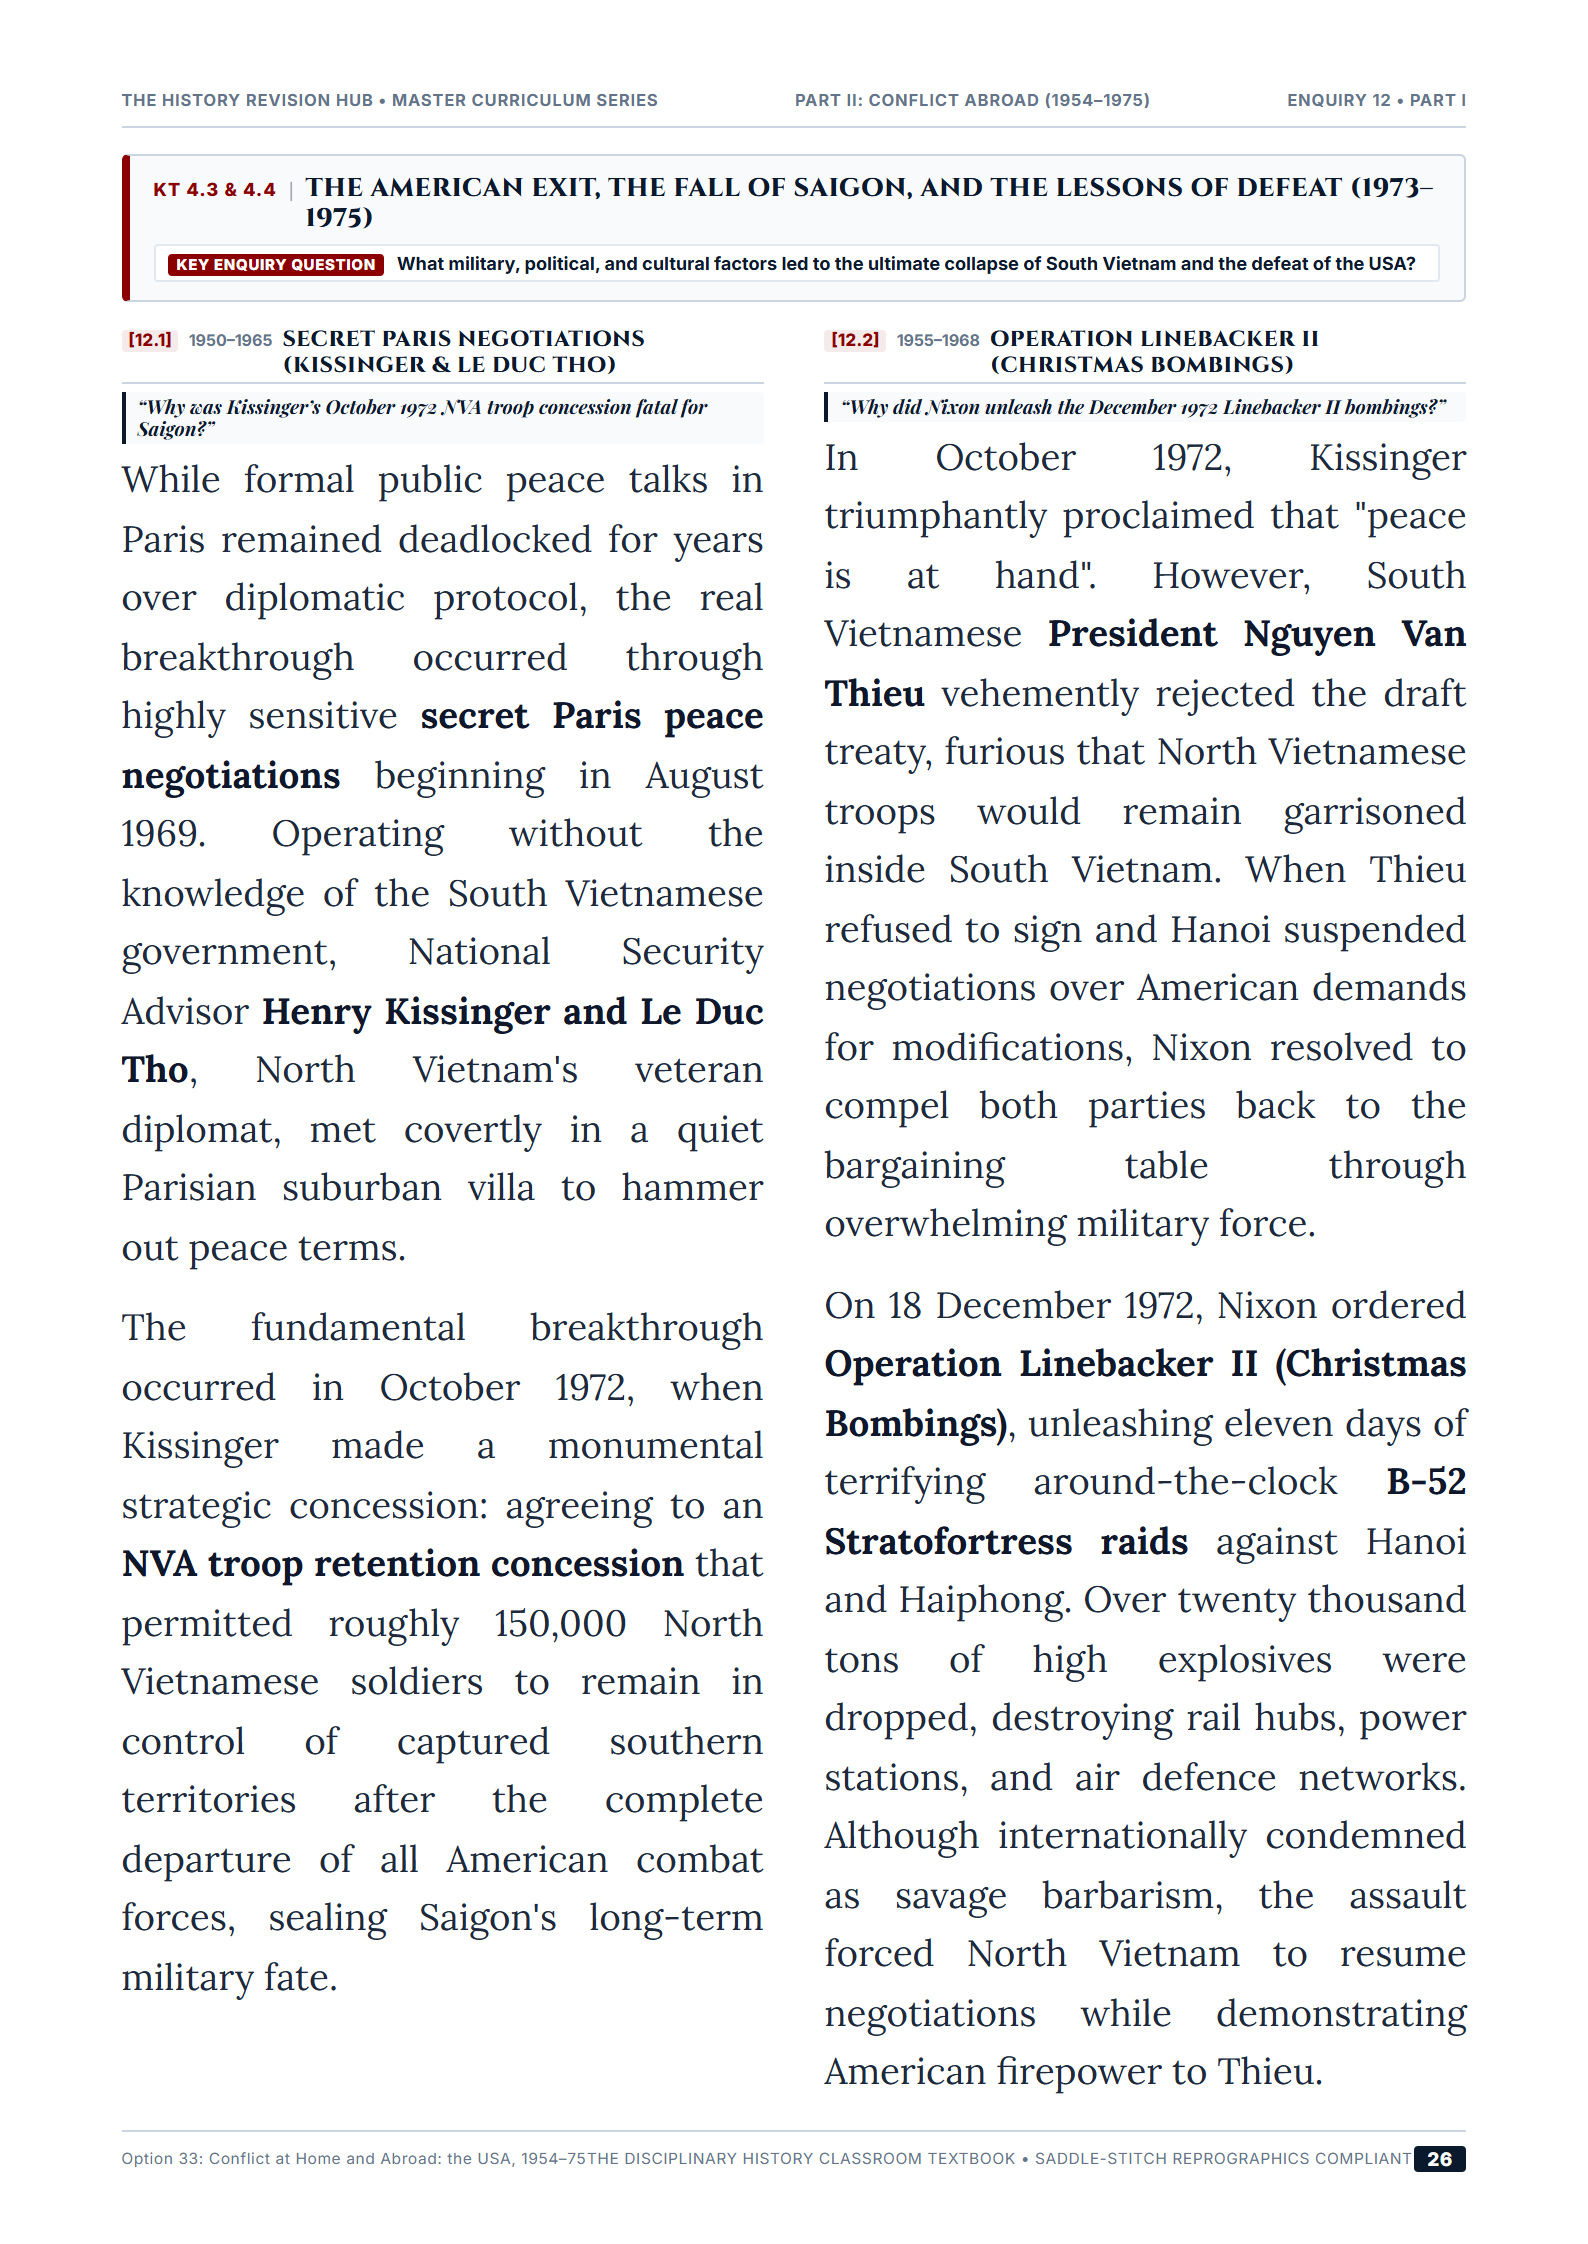 THE HISTORY REVISION HUB • MASTER CURRICULUM SERIES
PART II: CONFLICT ABROAD (1954–1975)
ENQUIRY 12 • PART I
KT 4.3 & 4.4 | THE AMERICAN EXIT, THE FALL OF SAIGON, AND THE LESSONS OF DEFEAT (1973–
1975)
KEY ENQUIRY QUESTION What military, political, and cultural factors led to the ultimate collapse of South Vietnam and the defeat of the USA?
[12.1] 1950–1965 SECRET PARIS NEGOTIATIONS
(KISSINGER & LE DUC THO)
“Why was Kissinger’s October 1972 NVA troop concession fatal for
Saigon?”
While formal public peace talks in
Paris remained deadlocked for years
over diplomatic protocol, the real
breakthrough occurred through
highly sensitive secret Paris peace
negotiations beginning in August
1969. Operating without the
knowledge of the South Vietnamese
government, National Security
Advisor Henry Kissinger and Le Duc
Tho, North Vietnam's veteran
diplomat, met covertly in a quiet
Parisian suburban villa to hammer
out peace terms.
The fundamental breakthrough
occurred in October 1972, when
Kissinger made a monumental
strategic concession: agreeing to an
NVA troop retention concession that
permitted roughly 150,000 North
Vietnamese soldiers to remain in
control of captured southern
territories after the complete
departure of all American combat
forces, sealing Saigon's long-term
military fate.
[12.2] 1955–1968 OPERATION LINEBACKER II
(CHRISTMAS BOMBINGS)
“Why did Nixon unleash the December 1972 Linebacker II bombings?”
In October 1972, Kissinger
triumphantly proclaimed that "peace
is at hand". However, South
Vietnamese President Nguyen Van
Thieu vehemently rejected the draft
treaty, furious that North Vietnamese
troops would remain garrisoned
inside South Vietnam. When Thieu
refused to sign and Hanoi suspended
negotiations over American demands
for modifications, Nixon resolved to
compel both parties back to the
bargaining table through
overwhelming military force.
On 18 December 1972, Nixon ordered
Operation Linebacker II (Christmas
Bombings), unleashing eleven days of
terrifying around-the-clock B-52
Stratofortress raids against Hanoi
and Haiphong. Over twenty thousand
tons of high explosives were
dropped, destroying rail hubs, power
stations, and air defence networks.
Although internationally condemned
as savage barbarism, the assault
forced North Vietnam to resume
negotiations while demonstrating
American firepower to Thieu.
Option 33: Conflict at Home and Abroad: the USA, 1954–75THE DISCIPLINARY HISTORY CLASSROOM TEXTBOOK • SADDLE-STITCH REPROGRAPHICS COMPLIANT 26